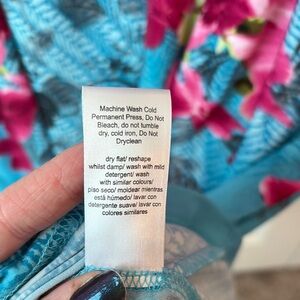 Machine Wash Cold
Permanent Press, Do Not
Bleach, do not tumble
dry, cold iron, Do Not
Dryclean
dry flat/ reshape
whilst damp/ wash with mild
detergent/ wash
with similar colours/
piso seco/ moldear mientras
está húmedo/ lavar con
detergente suave/ lavar con
colores similares